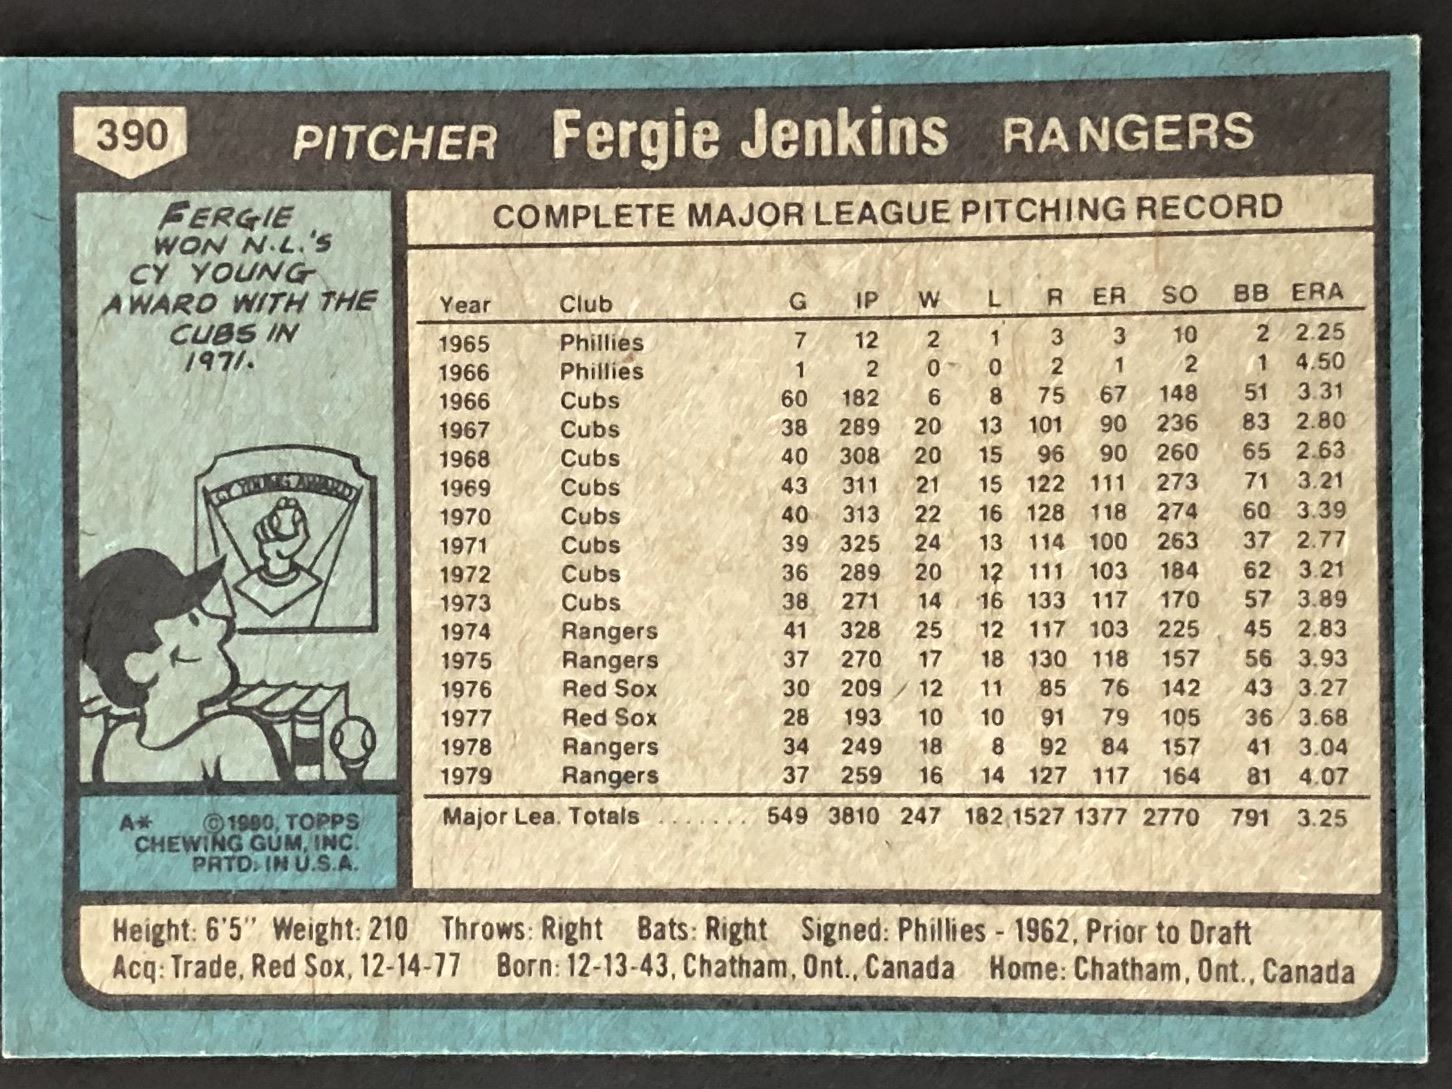 390 PITCHER Fergie Jenkins RANGERS
FERGIE
WON N.L.'S
CY YOUNG
AWARD WITH THE
CUBS IN
1971.
CY YOUNG AWARD
A* ©1980, TOPPS
CHEWING GUM, INC.
PRTD. IN U.S.A.
COMPLETE MAJOR LEAGUE PITCHING RECORD
Year Club G IP W L R ER SO BB ERA
1965 Phillies 7 12 2 1 3 3 10 2 2.25
1966 Phillies 1 2 0 0 2 1 2 1 4.50
1966 Cubs 60 182 6 8 75 67 148 51 3.31
1967 Cubs 38 289 20 13 101 90 236 83 2.80
1968 Cubs 40 308 20 15 96 90 260 65 2.63
1969 Cubs 43 311 21 15 122 111 273 71 3.21
1970 Cubs 40 313 22 16 128 118 274 60 3.39
1971 Cubs 39 325 24 13 114 100 263 37 2.77
1972 Cubs 36 289 20 12 111 103 184 62 3.21
1973 Cubs 38 271 14 16 133 117 170 57 3.89
1974 Rangers 41 328 25 12 117 103 225 45 2.83
1975 Rangers 37 270 17 18 130 118 157 56 3.93
1976 Red Sox 30 209 12 11 85 76 142 43 3.27
1977 Red Sox 28 193 10 10 91 79 105 36 3.68
1978 Rangers 34 249 18 8 92 84 157 41 3.04
1979 Rangers 37 259 16 14 127 117 164 81 4.07
Major Lea. Totals ....... 549 3810 247 182 1527 1377 2770 791 3.25
Height: 6'5" Weight: 210 Throws: Right Bats: Right Signed: Phillies - 1962, Prior to Draft
Acq: Trade, Red Sox, 12-14-77 Born: 12-13-43, Chatham, Ont., Canada Home: Chatham, Ont., Canada